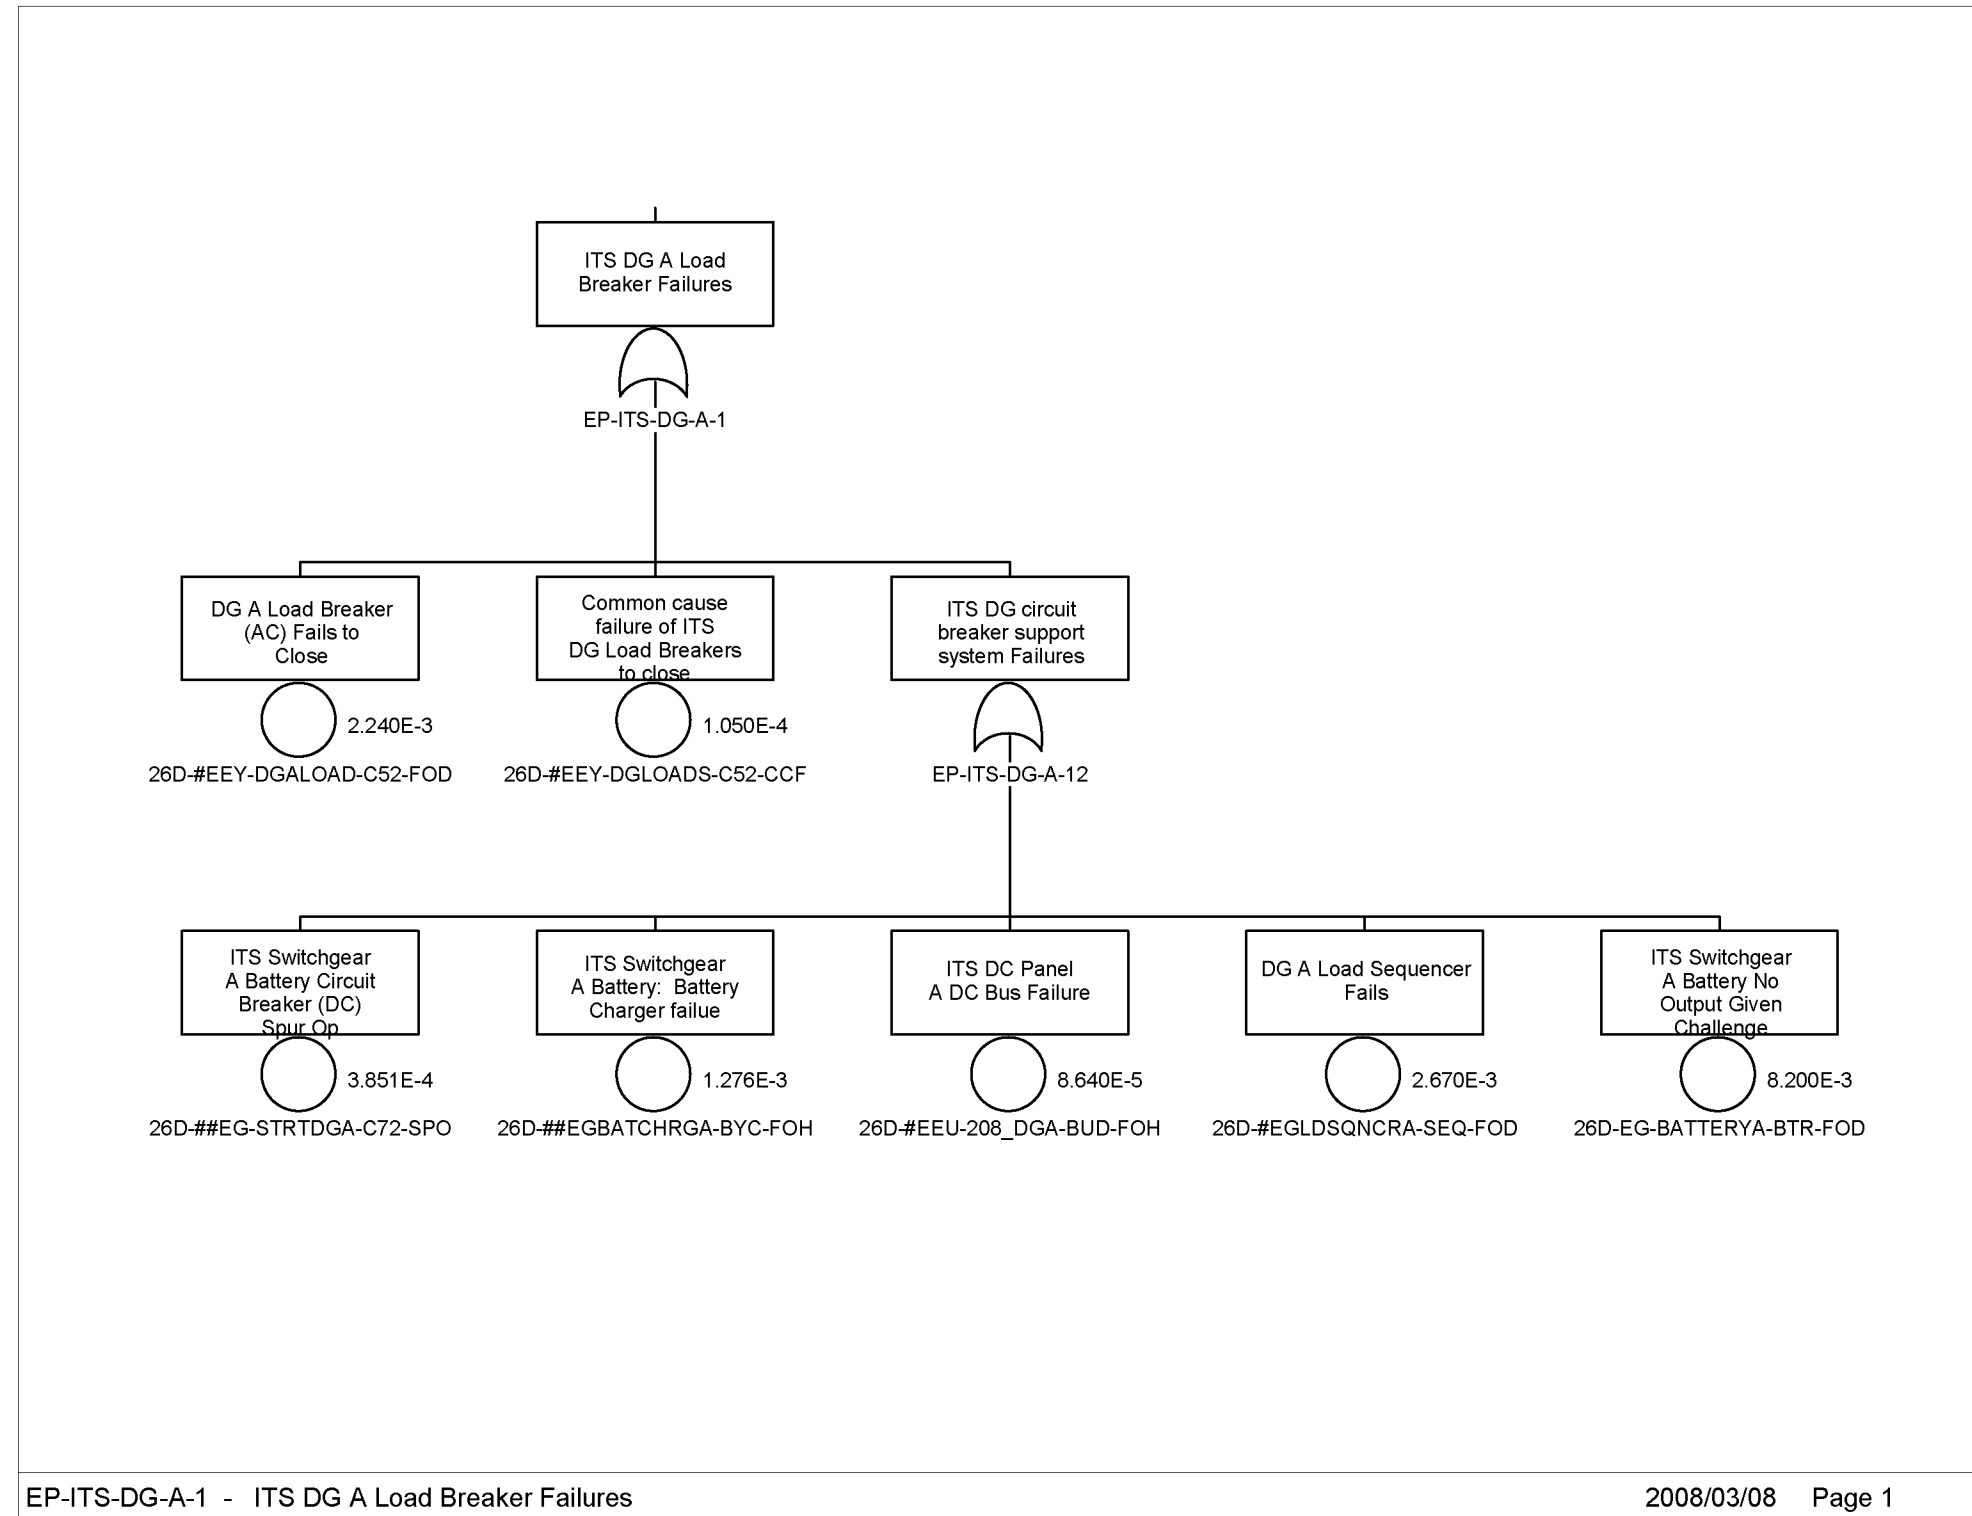 ITS DG A Load
Breaker Failures
EP-ITS-DG-A-1
DG A Load Breaker
(AC) Fails to
Close
2.240E-3
26D-#EEY-DGALOAD-C52-FOD
Common cause
failure of ITS
DG Load Breakers
to close
1.050E-4
26D-#EEY-DGLOADS-C52-CCF
ITS DG circuit
breaker support
system Failures
EP-ITS-DG-A-12
ITS Switchgear
A Battery Circuit
Breaker (DC)
Spur Op
3.851E-4
26D-##EG-STRTDGA-C72-SPO
ITS Switchgear
A Battery:  Battery
Charger failue
1.276E-3
26D-##EGBATCHRGA-BYC-FOH
ITS DC Panel
A DC Bus Failure
8.640E-5
26D-#EEU-208_DGA-BUD-FOH
DG A Load Sequencer
Fails
2.670E-3
26D-#EGLDSQNCRA-SEQ-FOD
ITS Switchgear
A Battery No
Output Given
Challenge
8.200E-3
26D-EG-BATTERYA-BTR-FOD
EP-ITS-DG-A-1  -   ITS DG A Load Breaker Failures
2008/03/08    Page 1